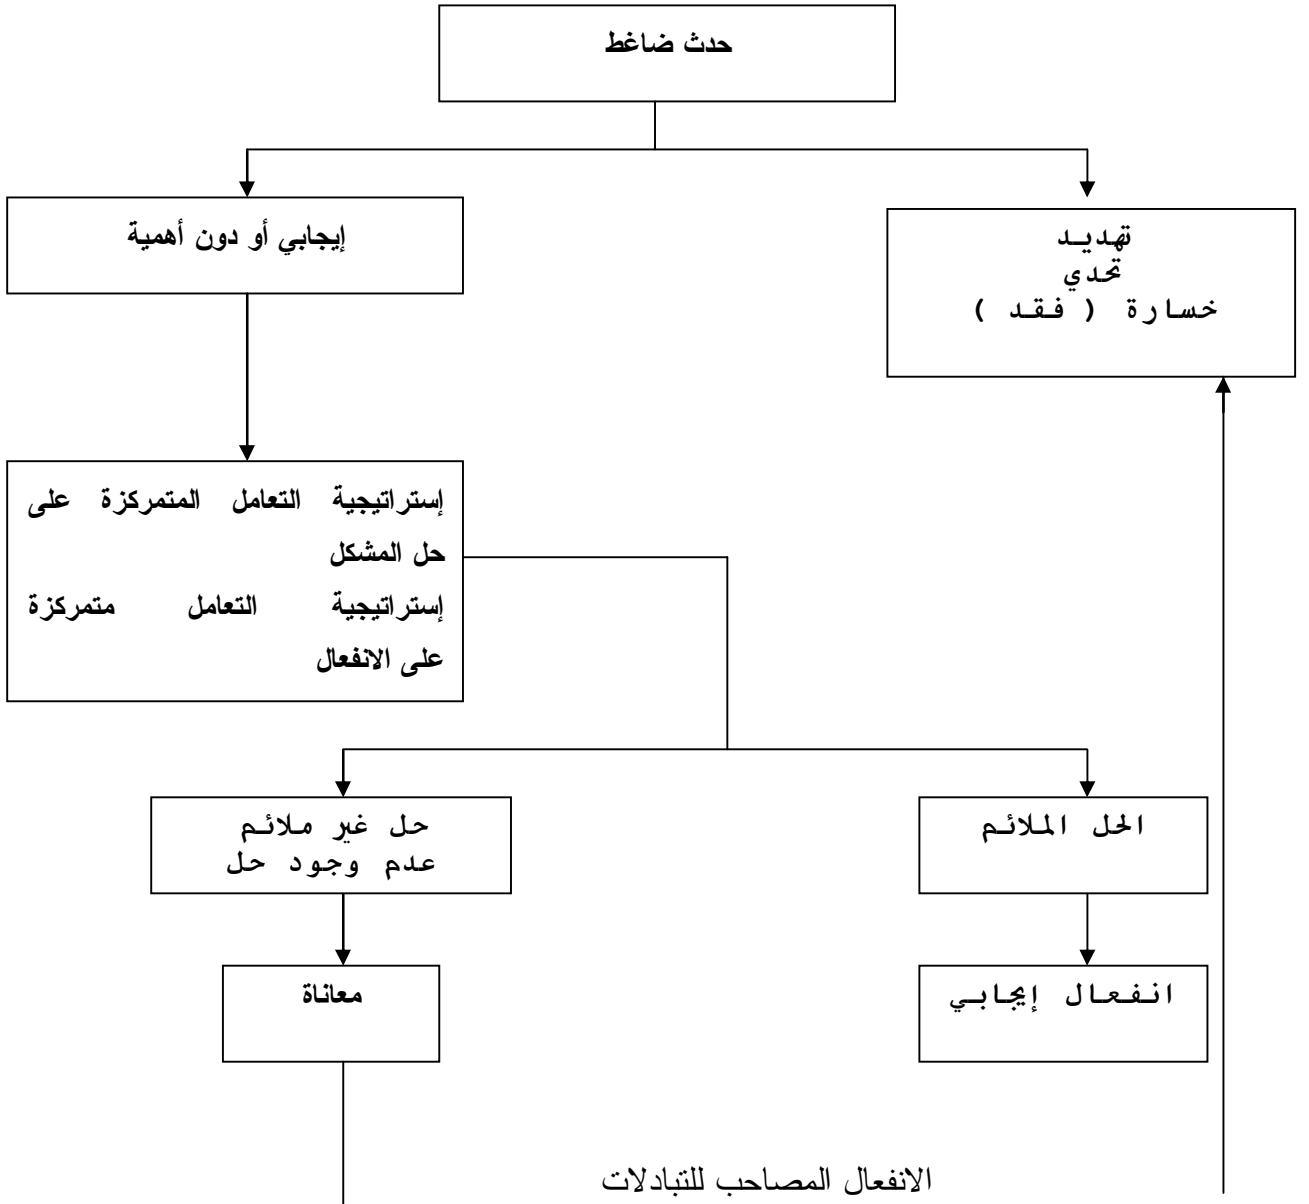 حدث ضاغط
تهديد
تحدي
خسارة ( فقد )
إيجابي أو دون أهمية
إستراتيجية التعامل المتمركزة على
حل المشكل
إستراتيجية التعامل متمركزة
على الانفعال
الحل الملائم
حل غير ملائم
عدم وجود حل
انفعال إيجابي
معاناة
الانفعال المصاحب للتبادلات